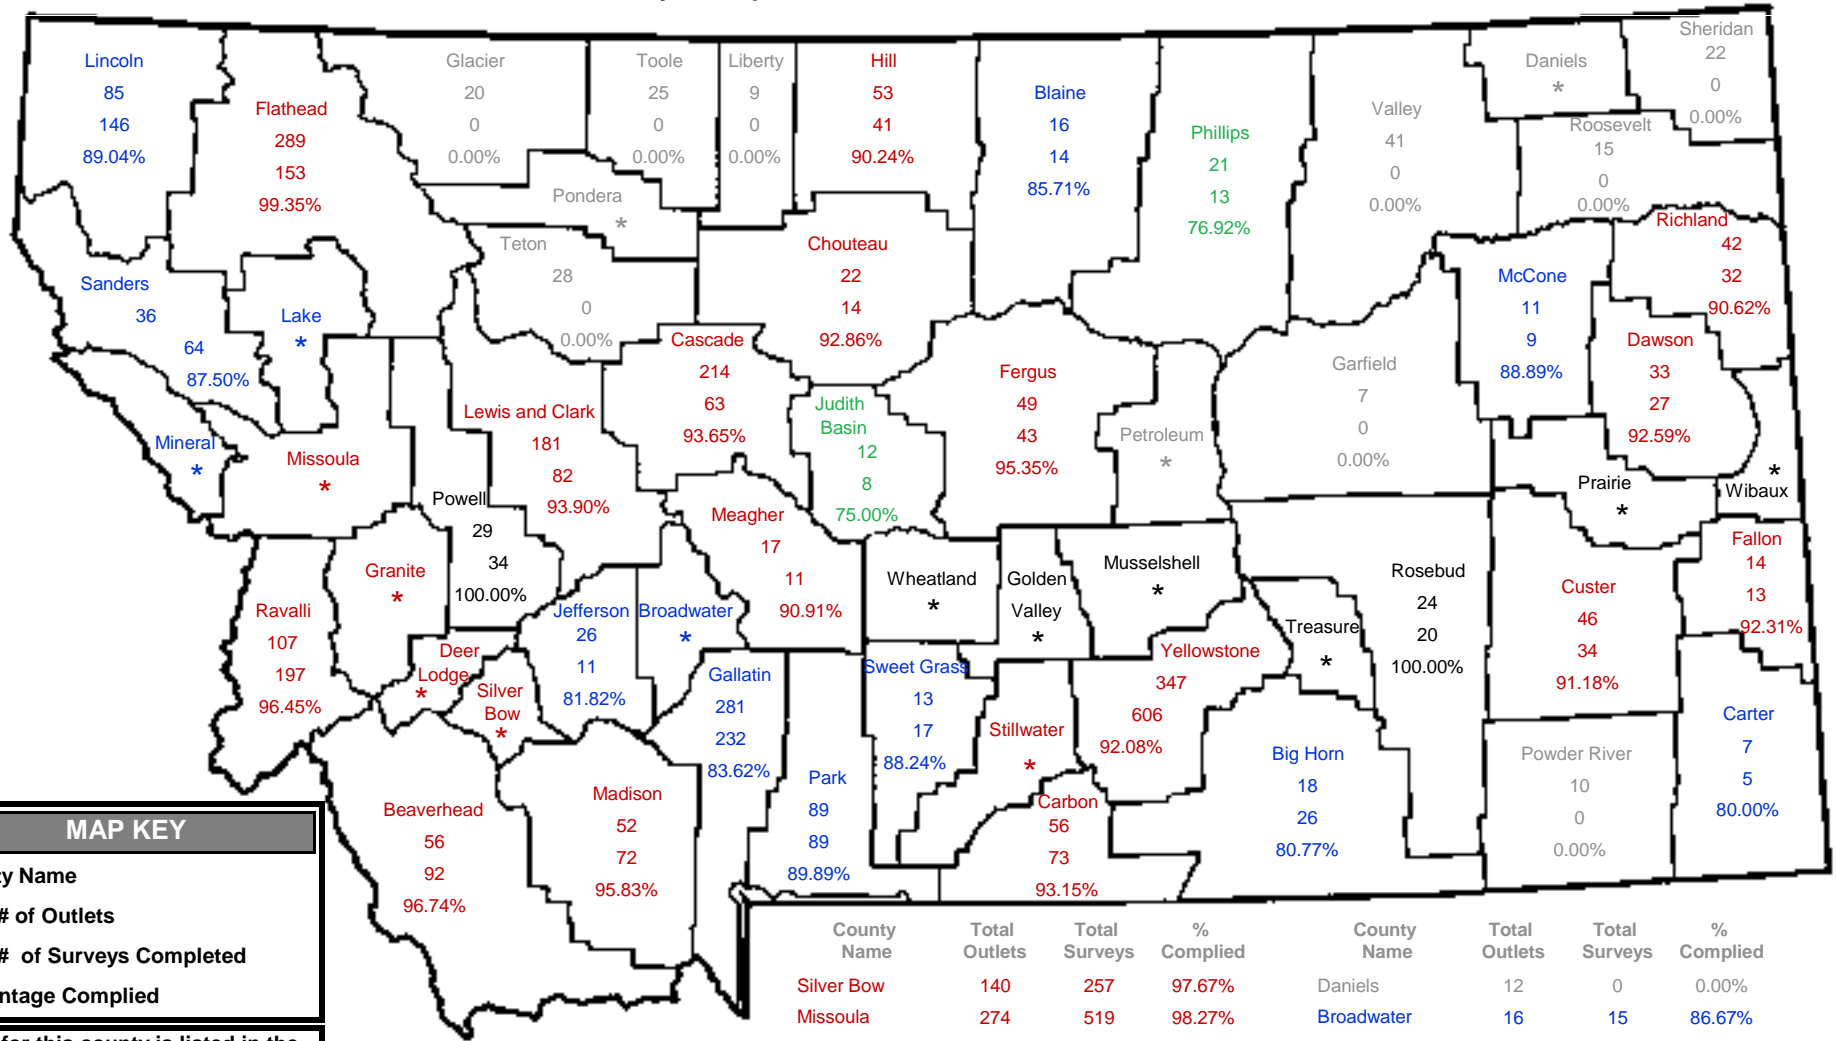 Lincoln
85
146
89.04%
Flathead
289
153
99.35%
Glacier
20
0
0.00%
Toole
25
0
0.00%
Liberty
9
0
0.00%
Hill
53
41
90.24%
Blaine
16
14
85.71%
Phillips
21
13
76.92%
Valley
41
0
0.00%
Daniels
*
Sheridan
22
0
0.00%
Roosevelt
15
0
0.00%
Pondera
*
Teton
28
0
0.00%
Chouteau
22
14
92.86%
Richland
42
32
90.62%
McCone
11
9
88.89%
Dawson
33
27
92.59%
Sanders
36
64
87.50%
Lake
*
Cascade
214
63
93.65%
Judith
Basin
12
8
75.00%
Fergus
49
43
95.35%
Petroleum
*
Garfield
7
0
0.00%
Mineral
*
Missoula
*
Lewis and Clark
181
82
93.90%
Powell
29
34
100.00%
Meagher
17
11
90.91%
Prairie
*
*
Wibaux
Fallon
14
13
92.31%
Granite
*
Ravalli
107
197
96.45%
Deer
Lodge
*
Silver
Bow
*
Jefferson
26
11
81.82%
Broadwater
*
Gallatin
281
232
83.62%
Wheatland
*
Golden
Valley
*
Musselshell
*
Treasure
*
Rosebud
24
20
100.00%
Custer
46
34
91.18%
Yellowstone
347
606
92.08%
Sweet Grass
13
17
88.24%
Stillwater
*
Park
89
89
89.89%
Big Horn
18
26
80.77%
Powder River
10
0
0.00%
Carter
7
5
80.00%
Beaverhead
56
92
96.74%
Madison
52
72
95.83%
Carbon
56
73
93.15%
MAP KEY
y Name
# of Outlets
# of Surveys Completed
ntage Complied
for this county is listed in the
County Name Total Outlets Total Surveys % Complied
Silver Bow 140 257 97.67%
Missoula 274 519 98.27%
County Name Total Outlets Total Surveys % Complied
Daniels 12 0 0.00%
Broadwater 16 15 86.67%